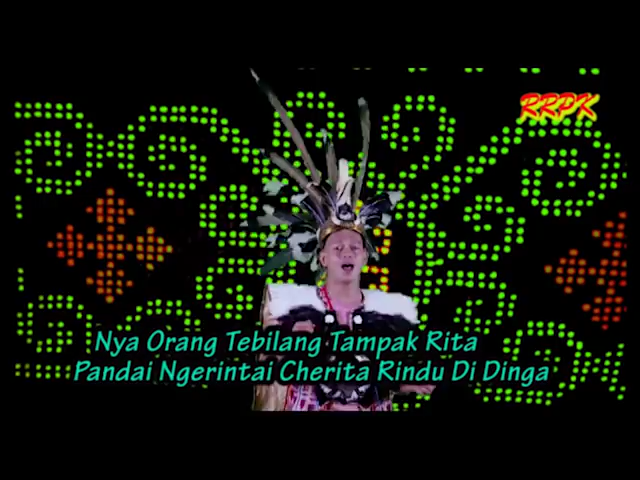 RRPK
Nya Orang Tebilang Tampak Rita
Pandai Ngerintai Cherita Rindu Di Dinga